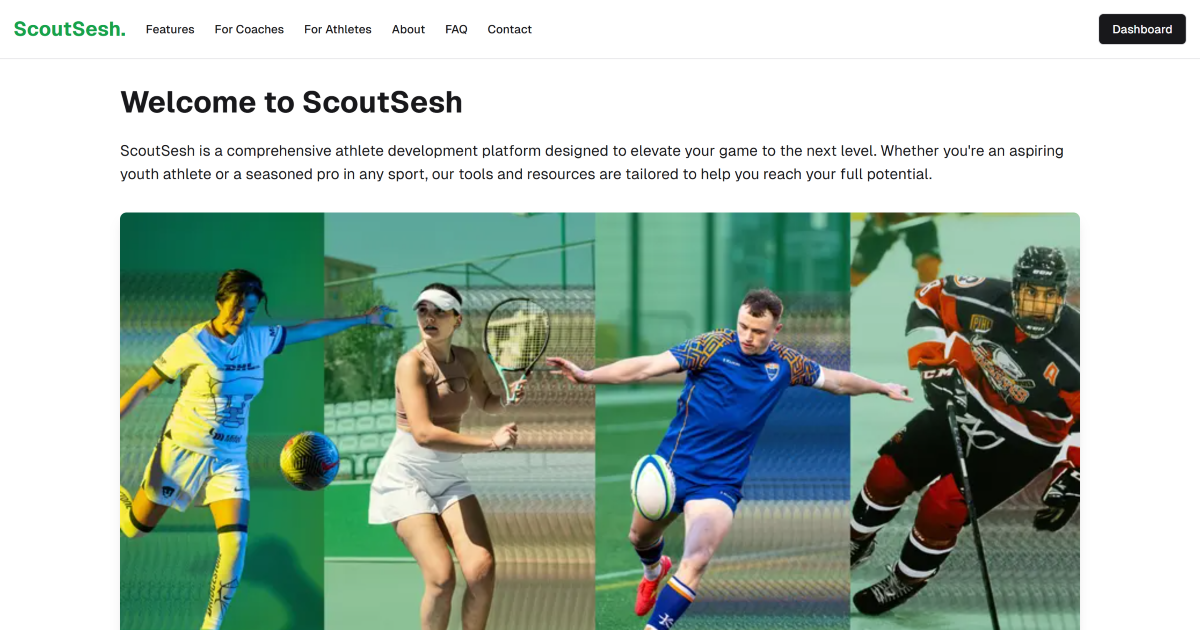 ScoutSesh.
Features
For Coaches
For Athletes
About
FAQ
Contact
Dashboard
Welcome to ScoutSesh
ScoutSesh is a comprehensive athlete development platform designed to elevate your game to the next level. Whether you're an aspiring
youth athlete or a seasoned pro in any sport, our tools and resources are tailored to help you reach your full potential.
DHL
CCM
A